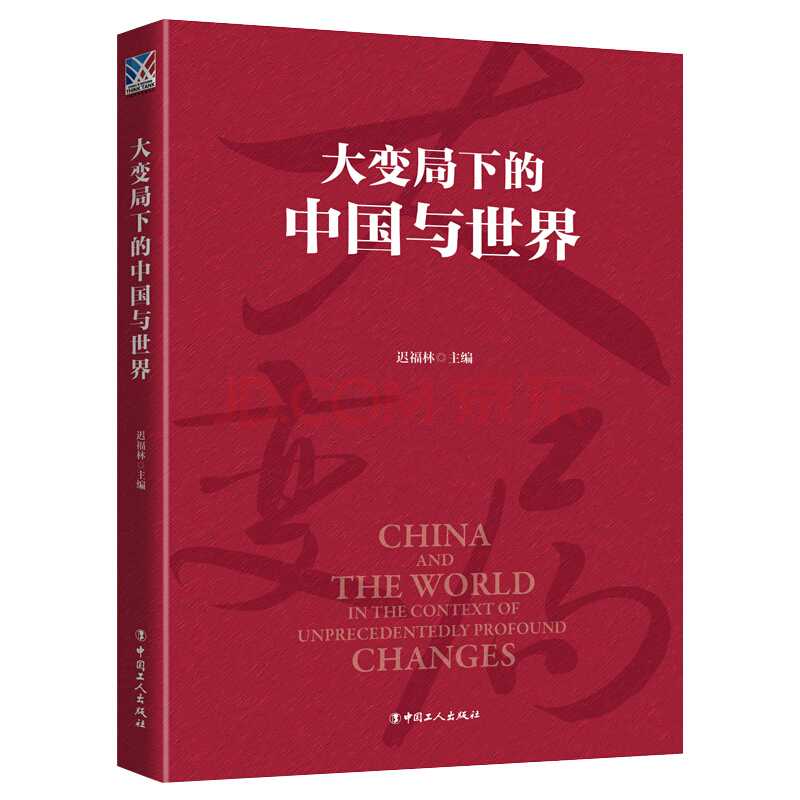 THINK TANK
大变局下的中国与世界
迟福林◎主编
中国工人出版社
大变局下的
中国与世界
迟福林◎主编
JD.COM 京东
大
变
局
CHINA
AND
THE WORLD
IN THE CONTEXT OF
UNPRECEDENTEDLY PROFOUND
CHANGES
中国工人出版社